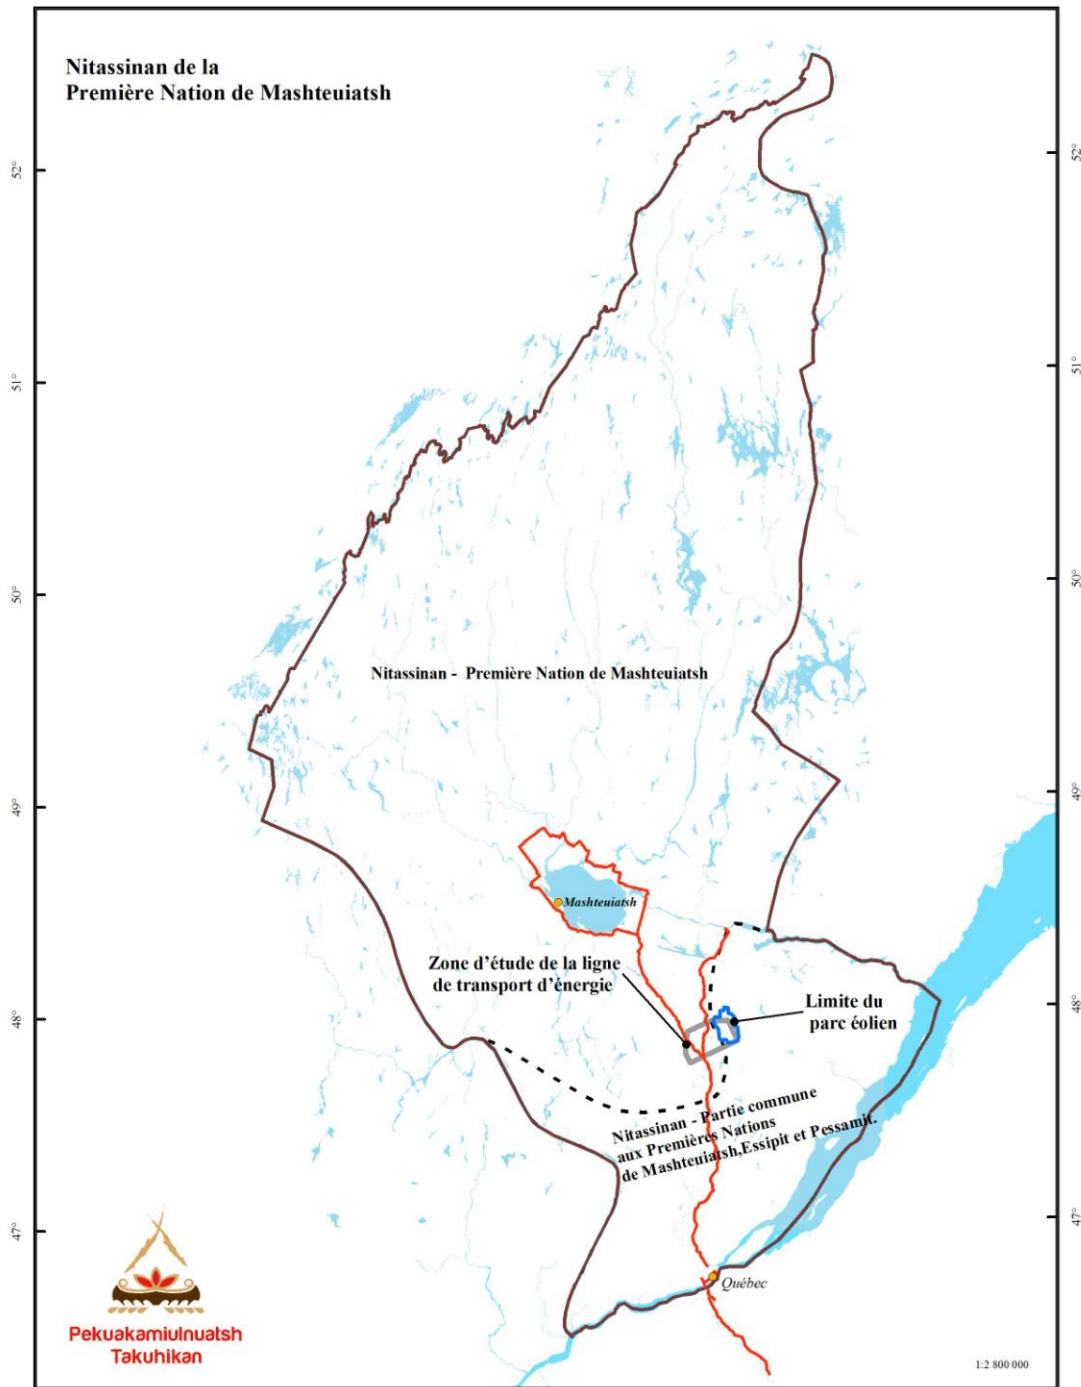 Nitassinan de la
Première Nation de Mashteuiatsh
52°
52°
51°
51°
50°
50°
Nitassinan - Première Nation de Mashteuiatsh
49°
49°
Mashteuiatsh
Zone d'étude de la ligne
de transport d'énergie
Limite du
parc éolien
48°
48°
Nitassinan - Partie commune
aux Premières Nations
de Mashteuiatsh,Essipit et Pessamit.
47°
47°
Québec
Pekuakamiulnuatsh
Takuhikan
1:2 800 000